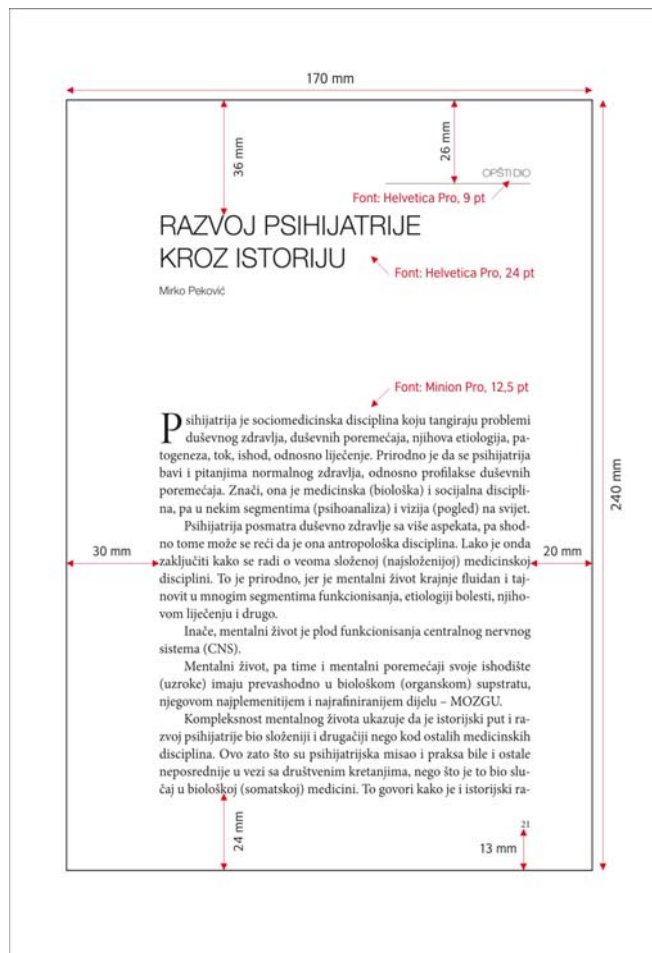 170 mm
36 mm
26 mm
OPŠTI DIO
Font: Helvetica Pro, 9 pt
RAZVOJ PSIHIJATRIJE
KROZ ISTORIJU
Font: Helvetica Pro, 24 pt
Mirko Peković
Font: Minion Pro, 12,5 pt
Psihijatrija je sociomedicinska disciplina koju tangiraju problemi
duševnog zdravlja, duševnih poremećaja, njihova etiologija, pa-
togeneza, tok, ishod, odnosno liječenje. Prirodno je da se psihijatrija
bavi i pitanjima normalnog zdravlja, odnosno profilakse duševnih
poremećaja. Znači, ona je medicinska (biološka) i socijalna discipli-
na, pa u nekim segmentima (psihoanaliza) i vizija (pogled) na svijet.
Psihijatrija posmatra duševno zdravlje sa više aspekata, pa shod-
no tome može se reći da je ona antropološka disciplina. Lako je onda
zaključiti kako se radi o veoma složenoj (najsloženijoj) medicinskoj
disciplini. To je prirodno, jer je mentalni život krajnje fluidan i taj-
novit u mnogim segmentima funkcionisanja, etiologiji bolesti, njiho-
vom liječenju i drugo.
Inače, mentalni život je plod funkcionisanja centralnog nervnog
sistema (CNS).
Mentalni život, pa time i mentalni poremećaji svoje ishodište
(uzroke) imaju prevashodno u biološkom (organskom) supstratu,
njegovom najplemenitijem i najrafiniranijem dijelu – MOZGU.
Kompleksnost mentalnog života ukazuje da je istorijski put i ra-
zvoj psihijatrije bio složeniji i drugačiji nego kod ostalih medicinskih
disciplina. Ovo zato što su psihijatrijska misao i praksa bile i ostale
neposrednije u vezi sa društvenim kretanjima, nego što je to bio slu-
čaj u biološkoj (somatskoj) medicini. To govori kako je i istorijski ra-
30 mm
20 mm
240 mm
24 mm
21
13 mm